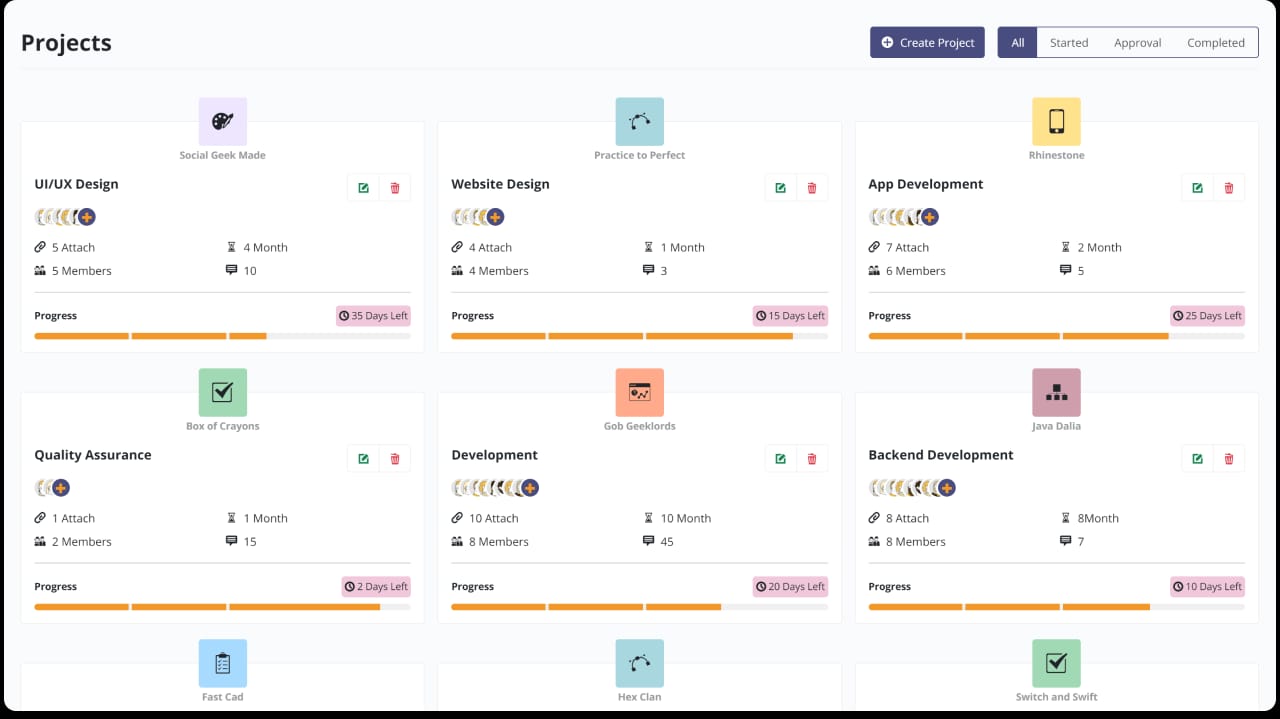 Projects
Create Project
All Started Approval Completed
Social Geek Made
UI/UX Design
5 Attach 4 Month
5 Members 10
Progress 35 Days Left
Practice to Perfect
Website Design
4 Attach 1 Month
4 Members 3
Progress 15 Days Left
Rhinestone
App Development
7 Attach 2 Month
6 Members 5
Progress 25 Days Left
Box of Crayons
Quality Assurance
1 Attach 1 Month
2 Members 15
Progress 2 Days Left
Gob Geeklords
Development
10 Attach 10 Month
8 Members 45
Progress 20 Days Left
Java Dalia
Backend Development
8 Attach 8Month
8 Members 7
Progress 10 Days Left
Fast Cad
Hex Clan
Switch and Swift